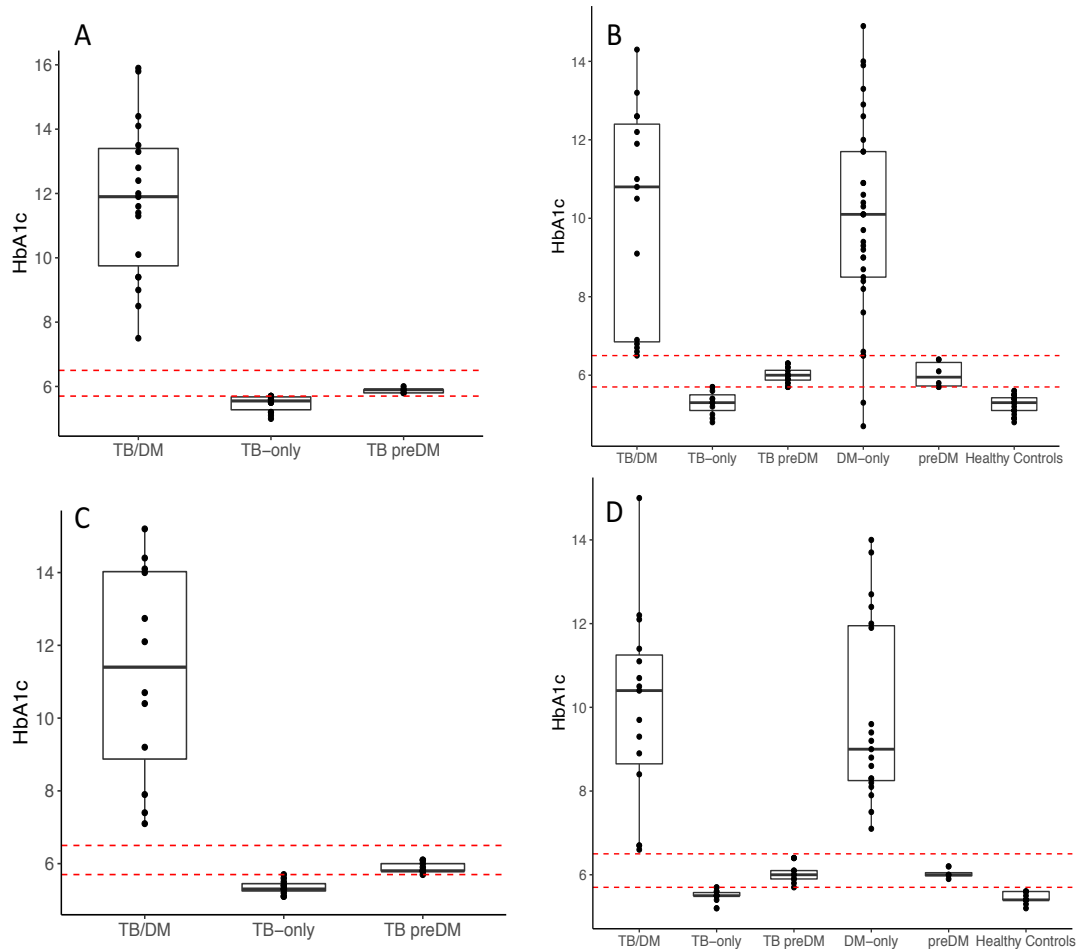 A
HbA1c
16
14
12
10
8
6
TB/DM TB−only TB preDM
B
HbA1c
14
12
10
8
6
TB/DM TB−only TB preDM DM−only preDM Healthy Controls
C
HbA1c
14
12
10
8
6
TB/DM TB−only TB preDM
D
HbA1c
14
12
10
8
6
TB/DM TB−only TB preDM DM−only preDM Healthy Controls